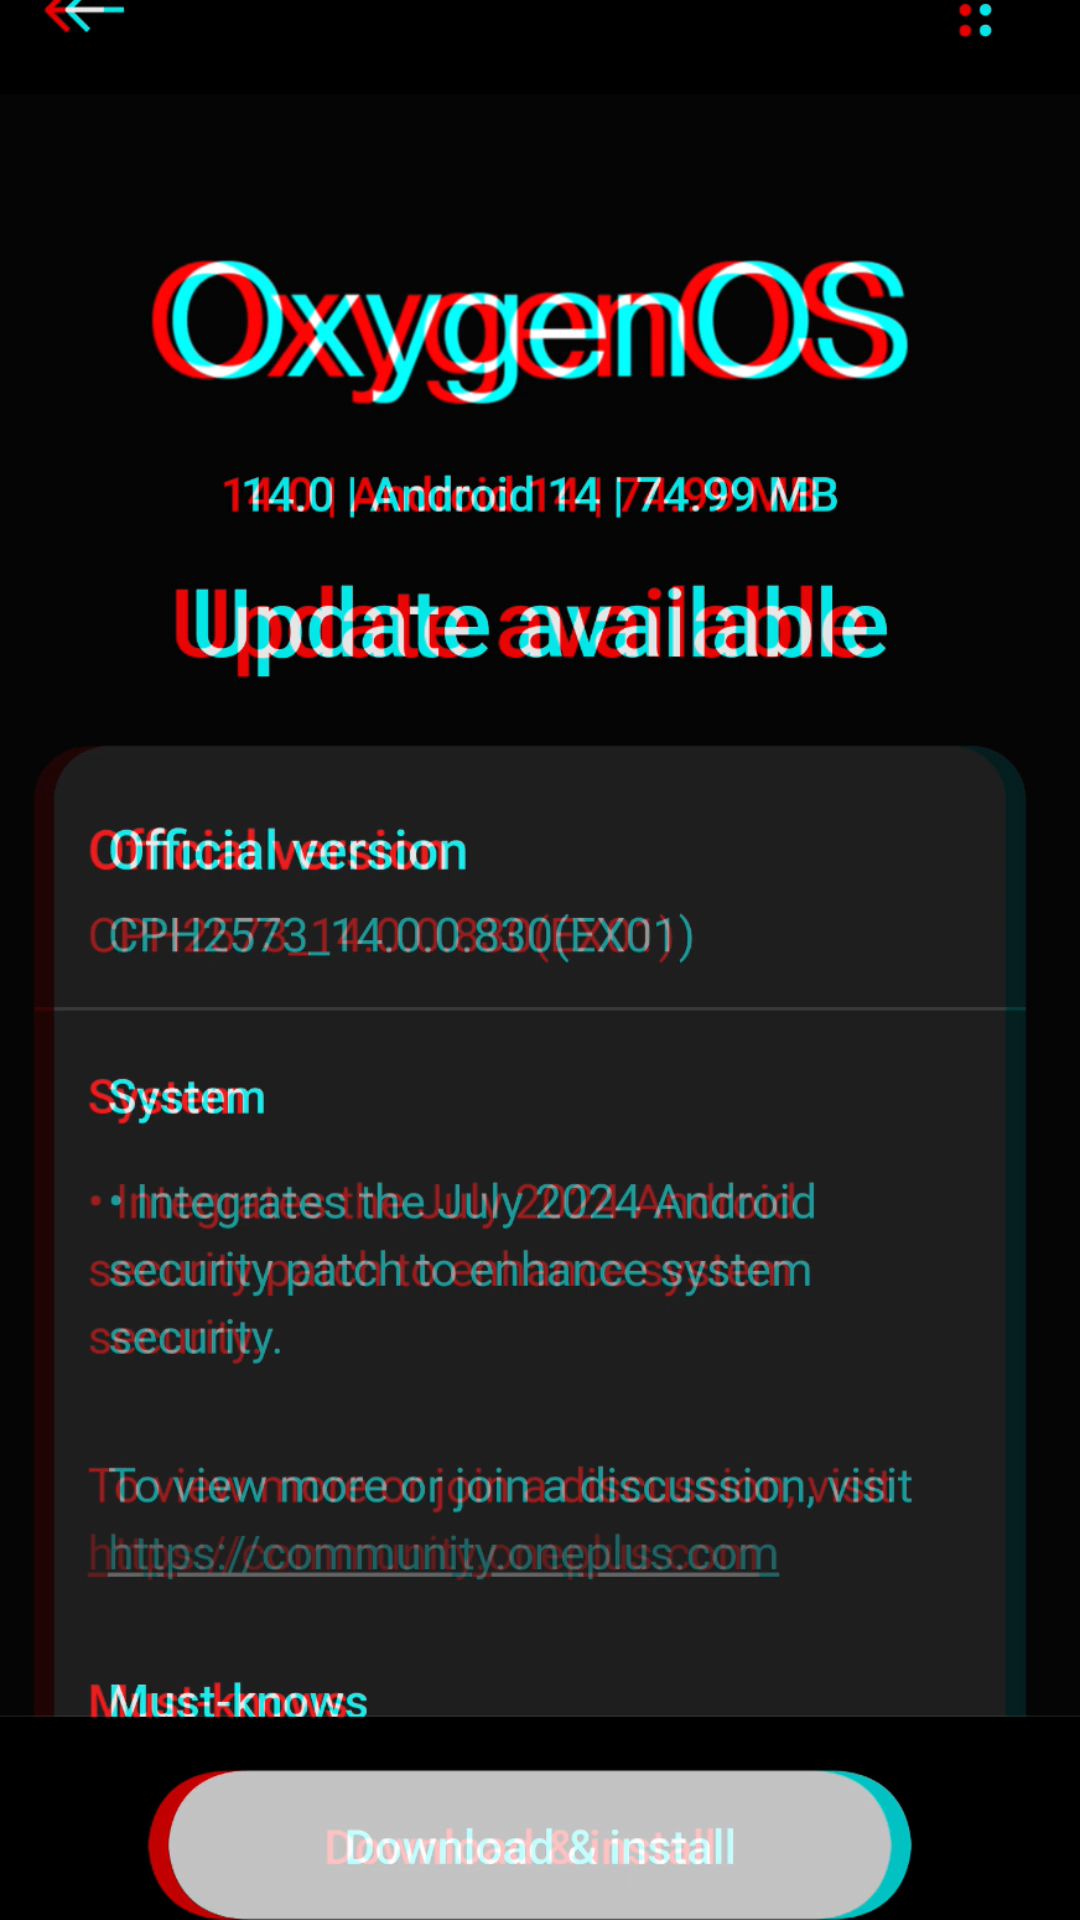 OxygenOS
14.0 | Android 14 | 74.99 MB
Update available
Official version
CPH2573_14.0.0.830(EX01)
System
• Integrates the July 2024 Android
security patch to enhance system
security.
To view more or join a discussion, visit
https://community.oneplus.com
Must-knows
Download & install